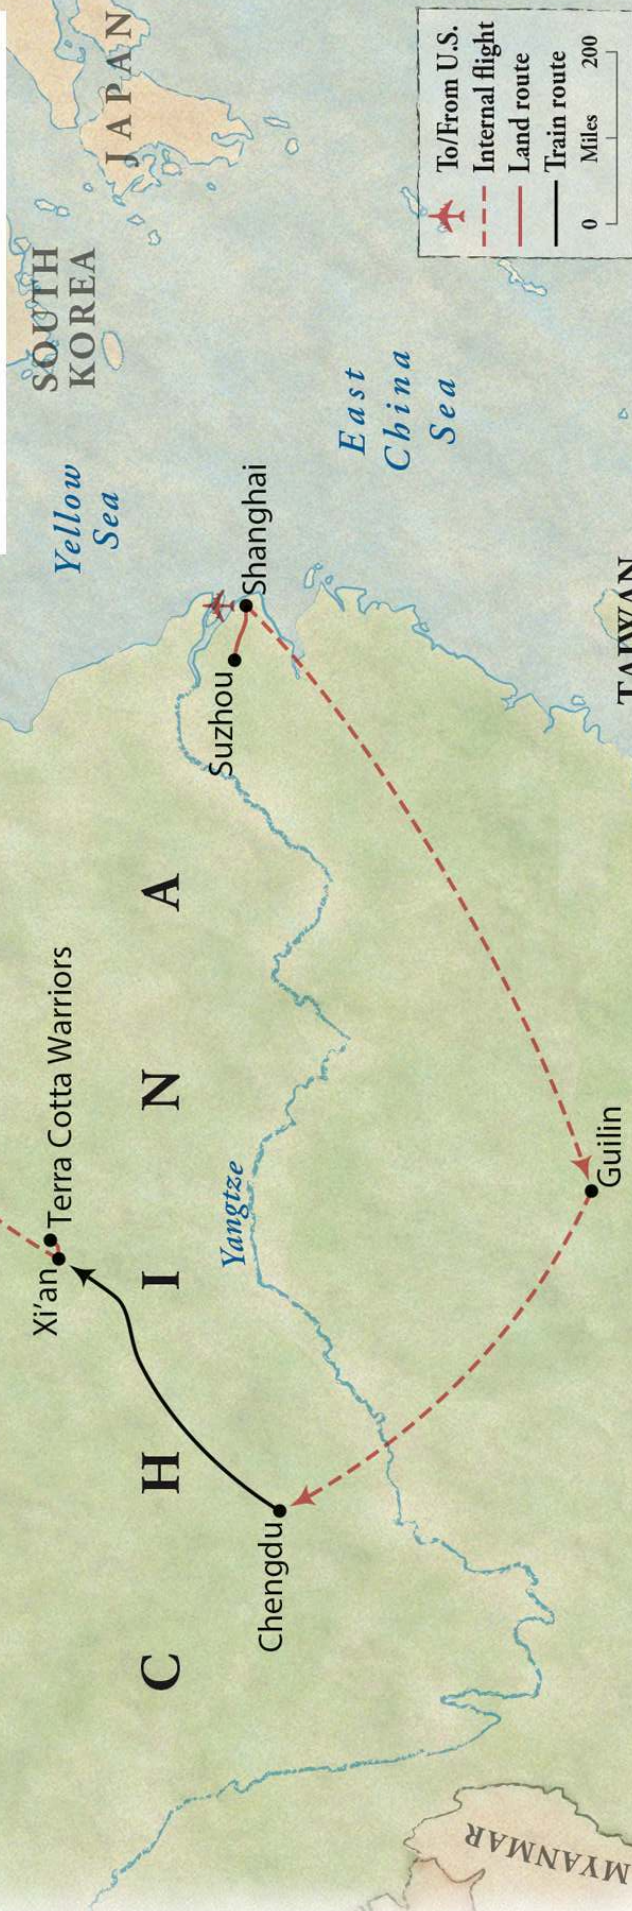 SOUTH
KOREA
JAPAN
Yellow
Sea
Xi'an
Terra Cotta Warriors
CHINA
Suzhou
Shanghai
Yangtze
Chengdu
East
China
Sea
Guilin
MYANMAR
TAIWAN
To/From U.S.
Internal flight
Land route
Train route
0 Miles 200